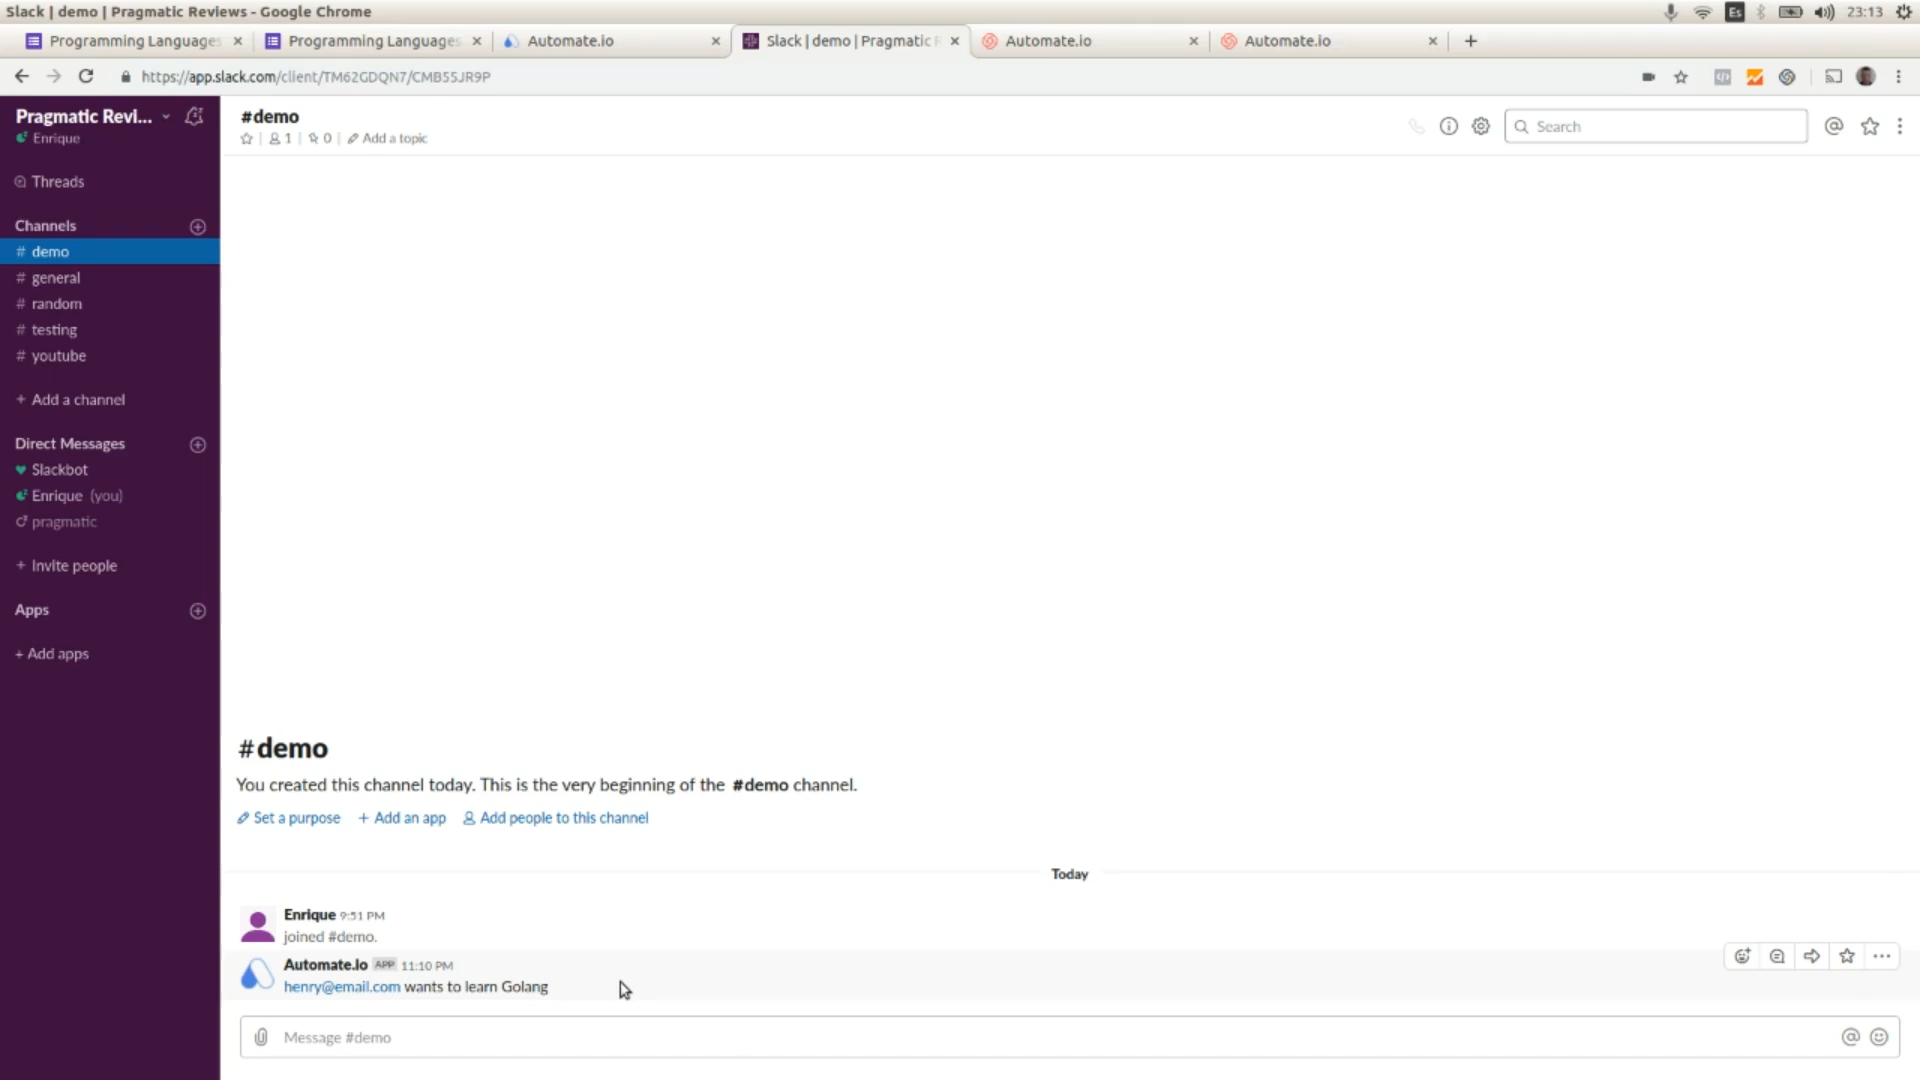 Slack | demo | Pragmatic Reviews - Google Chrome
Es
23:13
Programming Languages
Programming Languages
Automate.io
Slack | demo | Pragmatic R
Automate.io
Automate.io
https://app.slack.com/client/TM62GDQN7/CMB55JR9P
Pragmatic Revi...
Enrique
#demo
1
0
Add a topic
Search
Threads
Channels
# demo
# general
# random
# testing
# youtube
+ Add a channel
Direct Messages
Slackbot
Enrique (you)
pragmatic
+ Invite people
Apps
+ Add apps
#demo
You created this channel today. This is the very beginning of the #demo channel.
Set a purpose
+ Add an app
Add people to this channel
Today
Enrique 9:51 PM
joined #demo.
Automate.io APP 11:10 PM
henry@email.com wants to learn Golang
Message #demo